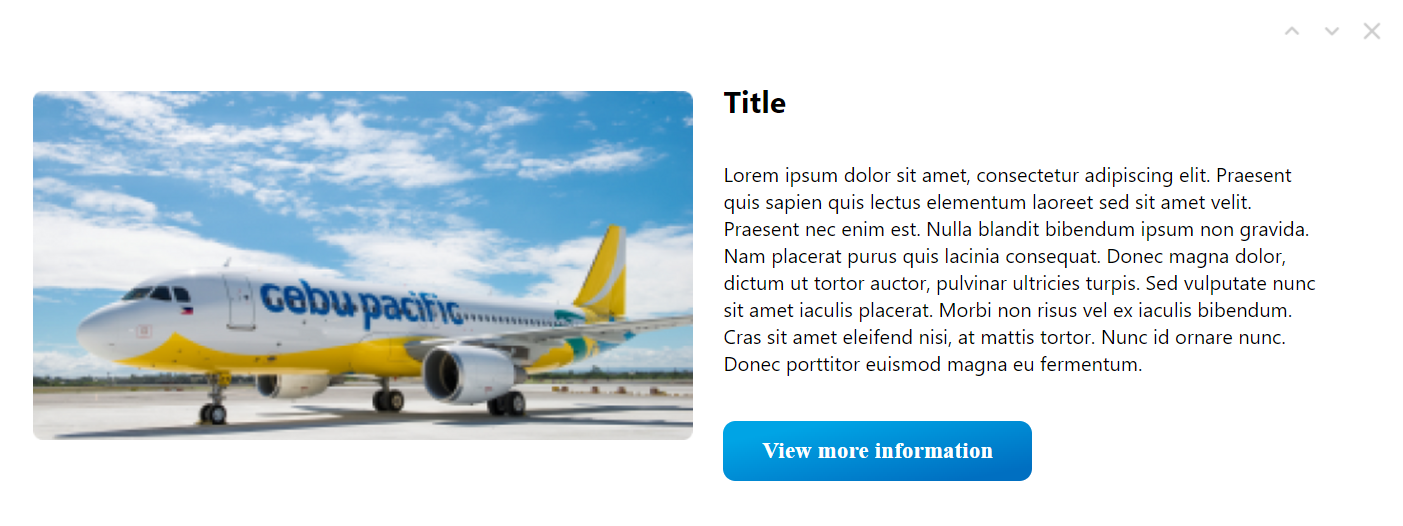 Title
cebu pacific
Lorem ipsum dolor sit amet, consectetur adipiscing elit. Praesent
quis sapien quis lectus elementum laoreet sed sit amet velit.
Praesent nec enim est. Nulla blandit bibendum ipsum non gravida.
Nam placerat purus quis lacinia consequat. Donec magna dolor,
dictum ut tortor auctor, pulvinar ultricies turpis. Sed vulputate nunc
sit amet iaculis placerat. Morbi non risus vel ex iaculis bibendum.
Cras sit amet eleifend nisi, at mattis tortor. Nunc id ornare nunc.
Donec porttitor euismod magna eu fermentum.
View more information